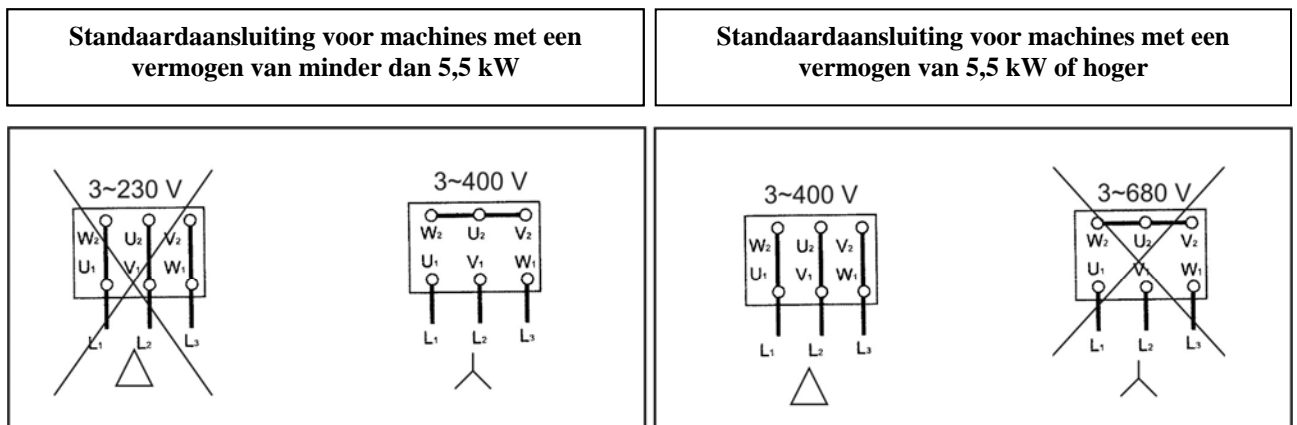 Standaardaansluiting voor machines met een
vermogen van minder dan 5,5 kW
Standaardaansluiting voor machines met een
vermogen van 5,5 kW of hoger
3~230 V
W2 U2 V2
U1 V1 W1
L1 L2 L3
3~400 V
W2 U2 V2
U1 V1 W1
L1 L2 L3
3~400 V
W2 U2 V2
U1 V1 W1
L1 L2 L3
3~680 V
W2 U2 V2
U1 V1 W1
L1 L2 L3